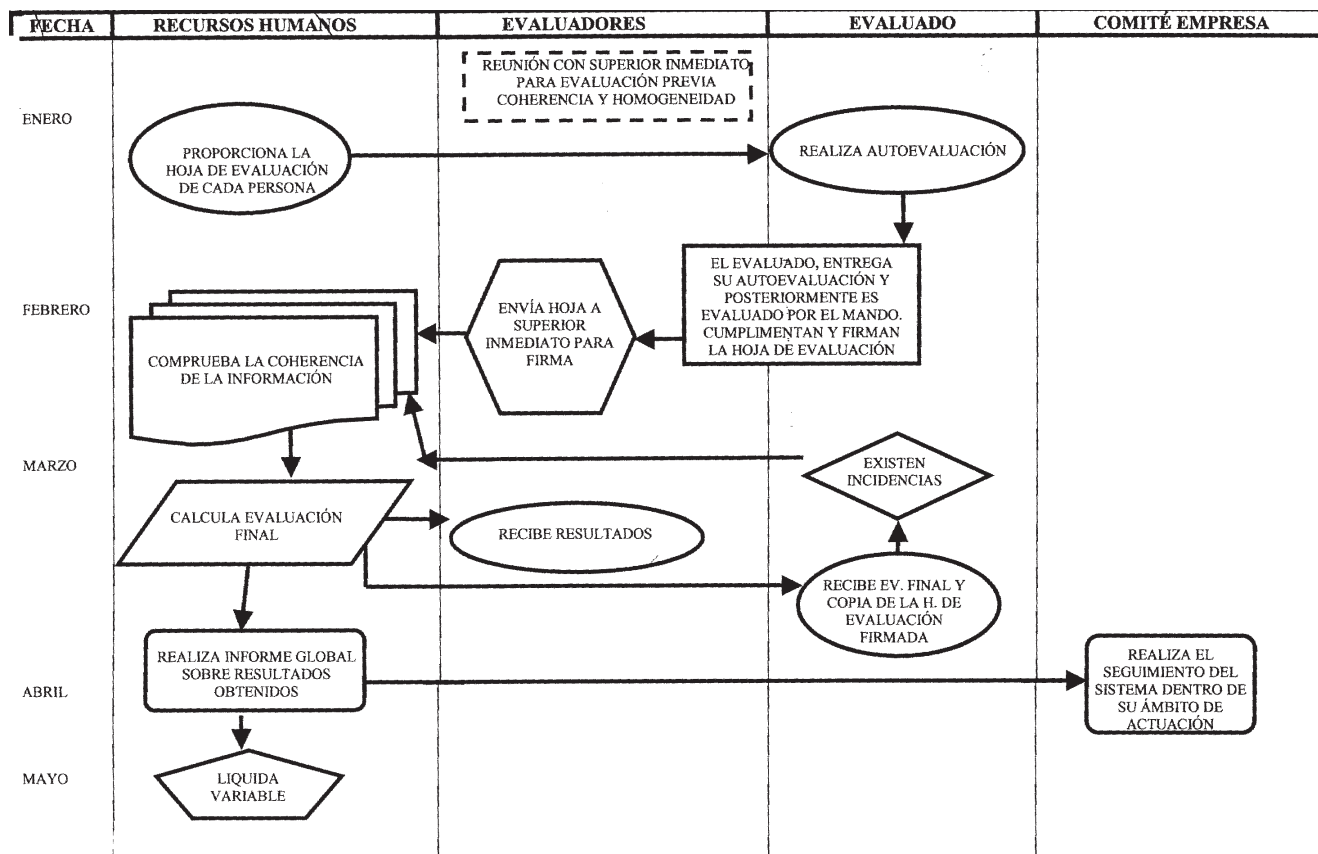 FECHA RECURSOS HUMANOS EVALUADORES EVALUADO COMITÉ EMPRESA
REUNIÓN CON SUPERIOR INMEDIATO
PARA EVALUACIÓN PREVIA
COHERENCIA Y HOMOGENEIDAD
ENERO
PROPORCIONA LA
HOJA DE EVALUACIÓN
DE CADA PERSONA
REALIZA AUTOEVALUACIÓN
FEBRERO
EL EVALUADO, ENTREGA
SU AUTOEVALUACIÓN Y
POSTERIORMENTE ES
EVALUADO POR EL MANDO.
CUMPLIMENTAN Y FIRMAN
LA HOJA DE EVALUACIÓN
ENVÍA HOJA A
SUPERIOR
INMEDIATO PARA
FIRMA
COMPRUEBA LA COHERENCIA
DE LA INFORMACIÓN
MARZO
EXISTEN
INCIDENCIAS
CALCULA EVALUACIÓN
FINAL
RECIBE RESULTADOS
RECIBE EV. FINAL Y
COPIA DE LA H. DE
EVALUACIÓN
FIRMADA
ABRIL
REALIZA INFORME GLOBAL
SOBRE RESULTADOS
OBTENIDOS
REALIZA EL
SEGUIMIENTO DEL
SISTEMA DENTRO DE
SU ÁMBITO DE
ACTUACIÓN
MAYO
LIQUIDA
VARIABLE